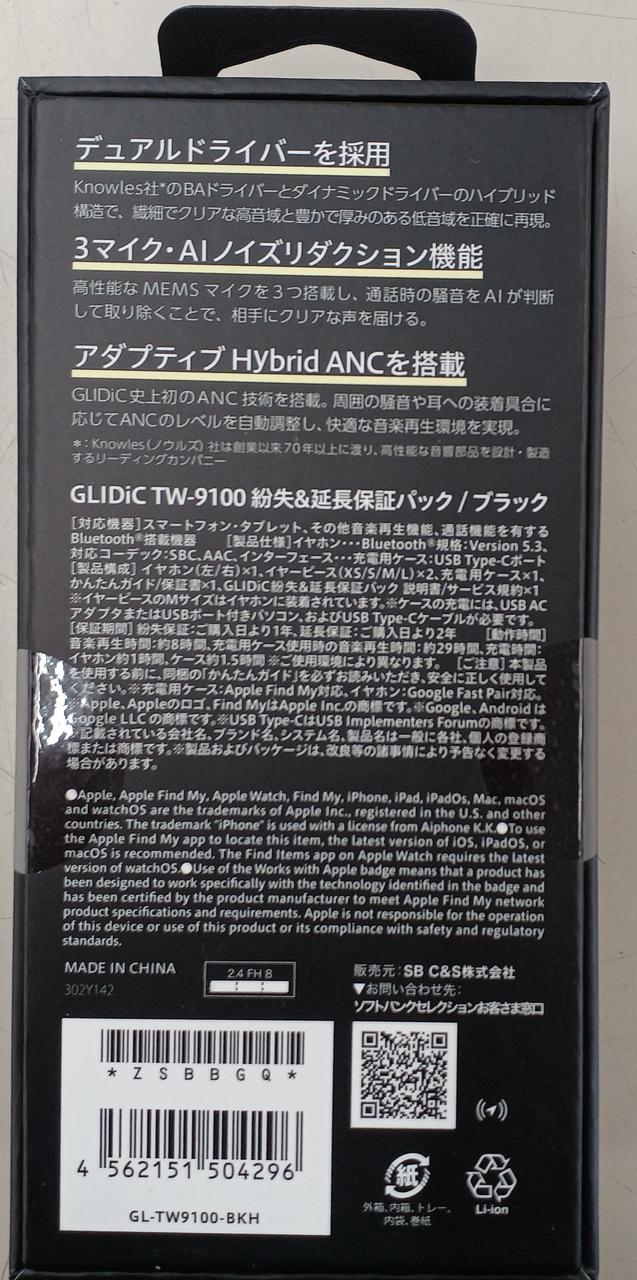 デュアルドライバーを採用
Knowles社*のBAドライバーとダイナミックドライバーのハイブリッド
構造で、繊細でクリアな高音域と豊かで厚みのある低音域を正確に再現。
3マイク・AIノイズリダクション機能
高性能な MEMS マイクを3つ搭載し、通話時の騒音を AI が判断
して取り除くことで、相手にクリアな声を届ける。
アダプティブ Hybrid ANCを搭載
GLIDiC史上初のANC 技術を搭載。周囲の騒音や耳への装着具合に
応じてANCのレベルを自動調整し、快適な音楽再生環境を実現。
*：Knowles(ノウルズ) 社は創業以来70年以上に渡り、高性能な音響部品を設計・製造
するリーディングカンパニー
GLIDiC TW-9100 紛失&延長保証パック / ブラック
[対応機器]スマートフォン・タブレット、その他音楽再生機能、通話機能を有する
Bluetooth®搭載機器 [製品仕様]イヤホン…Bluetooth®規格：Version 5.3、
対応コーデック：SBC、AAC、インターフェース…充電用ケース：USB Type-Cポート
[製品構成] イヤホン(左/右)×1、イヤーピース(XS/S/M/L)×2、充電用ケース×1、
かんたんガイド/保証書×1、GLIDiC紛失&延長保証パック 説明書/サービス規約×1
※イヤーピースのMサイズはイヤホンに装着されています。※ケースの充電には、USB AC
アダプタまたはUSBポート付きパソコン、およびUSB Type-Cケーブルが必要です。
[保証期間] 紛失保証：ご購入日より1年、延長保証：ご購入日より2年 [動作時間]
音楽再生時間：約8時間、充電用ケース使用時の音楽再生時間：約29時間、充電時間：
イヤホン約1時間、ケース約1.5時間 ※ご使用環境により異なります。 [ご注意] 本製品
を使用する前に、同梱の「かんたんガイド」を必ずお読みいただき、安全に正しく使用して
ください。※充電用ケース：Apple Find My対応、イヤホン：Google Fast Pair対応。
※Apple、Appleのロゴ、Find MyはApple Inc.の商標です。※Google、Android は
Google LLC の商標です。※USB Type-CはUSB Implementers Forumの商標です。
※記載されている会社名、ブランド名、システム名、製品名は一般に各社、個人の登録商
標または商標です。※製品およびパッケージは、改良等の諸事情により予告なく変更する
場合があります。
●Apple, Apple Find My, Apple Watch, Find My, iPhone, iPad, iPadOs, Mac, macOS
and watchOS are the trademarks of Apple Inc., registered in the U.S. and other
countries. The trademark "iPhone" is used with a license from Aiphone K.K.●To use
the Apple Find My app to locate this item, the latest version of iOS, iPadOS, or
macOS is recommended. The Find Items app on Apple Watch requires the latest
version of watchOS.●Use of the Works with Apple badge means that a product has
been designed to work specifically with the technology identified in the badge and
has been certified by the product manufacturer to meet Apple Find My network
product specifications and requirements. Apple is not responsible for the operation
of this device or use of this product or its compliance with safety and regulatory
standards.
MADE IN CHINA
302Y142
2.4 FH 8
販売元：SB C&S株式会社
▼お問い合わせ先：
ソフトバンクセレクションお客さま窓口
* Z S B B G Q *
4 562151 504296
GL-TW9100-BKH
紙
外箱、内箱、トレー、
内袋、巻紙
Li-ion